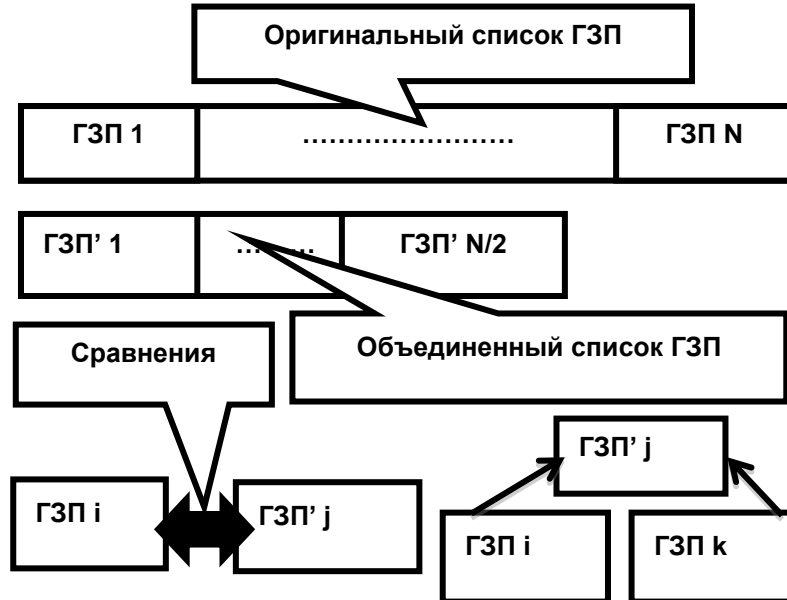 Оригинальный список ГЗП
ГЗП 1 ........................ ГЗП N
ГЗП’ 1 ......... ГЗП’ N/2
Сравнения
Объединенный список ГЗП
ГЗП’ j
ГЗП i ГЗП’ j
ГЗП i ГЗП k